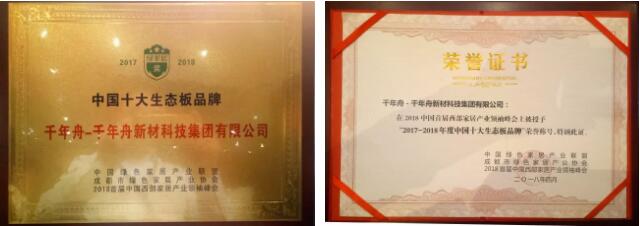 2017
2018
奖
中国十大生态板品牌
千年舟-千年舟新材科技集团有限公司
中国绿色家居产业联盟
成都市绿色家居产业协会
2018首届中国西部家居产业领袖峰会
荣誉证书
千年舟·千年舟新材科技集团有限公司：
在2018中国首届西部家居产业领袖峰会上被授予
“2017-2018年度中国十大生态板品牌”荣誉称号，特颁此证。
中国绿色家居产业联盟
成都市绿色家居产业协会
2018首届中国西部家居产业领袖峰会
二〇一八年四月